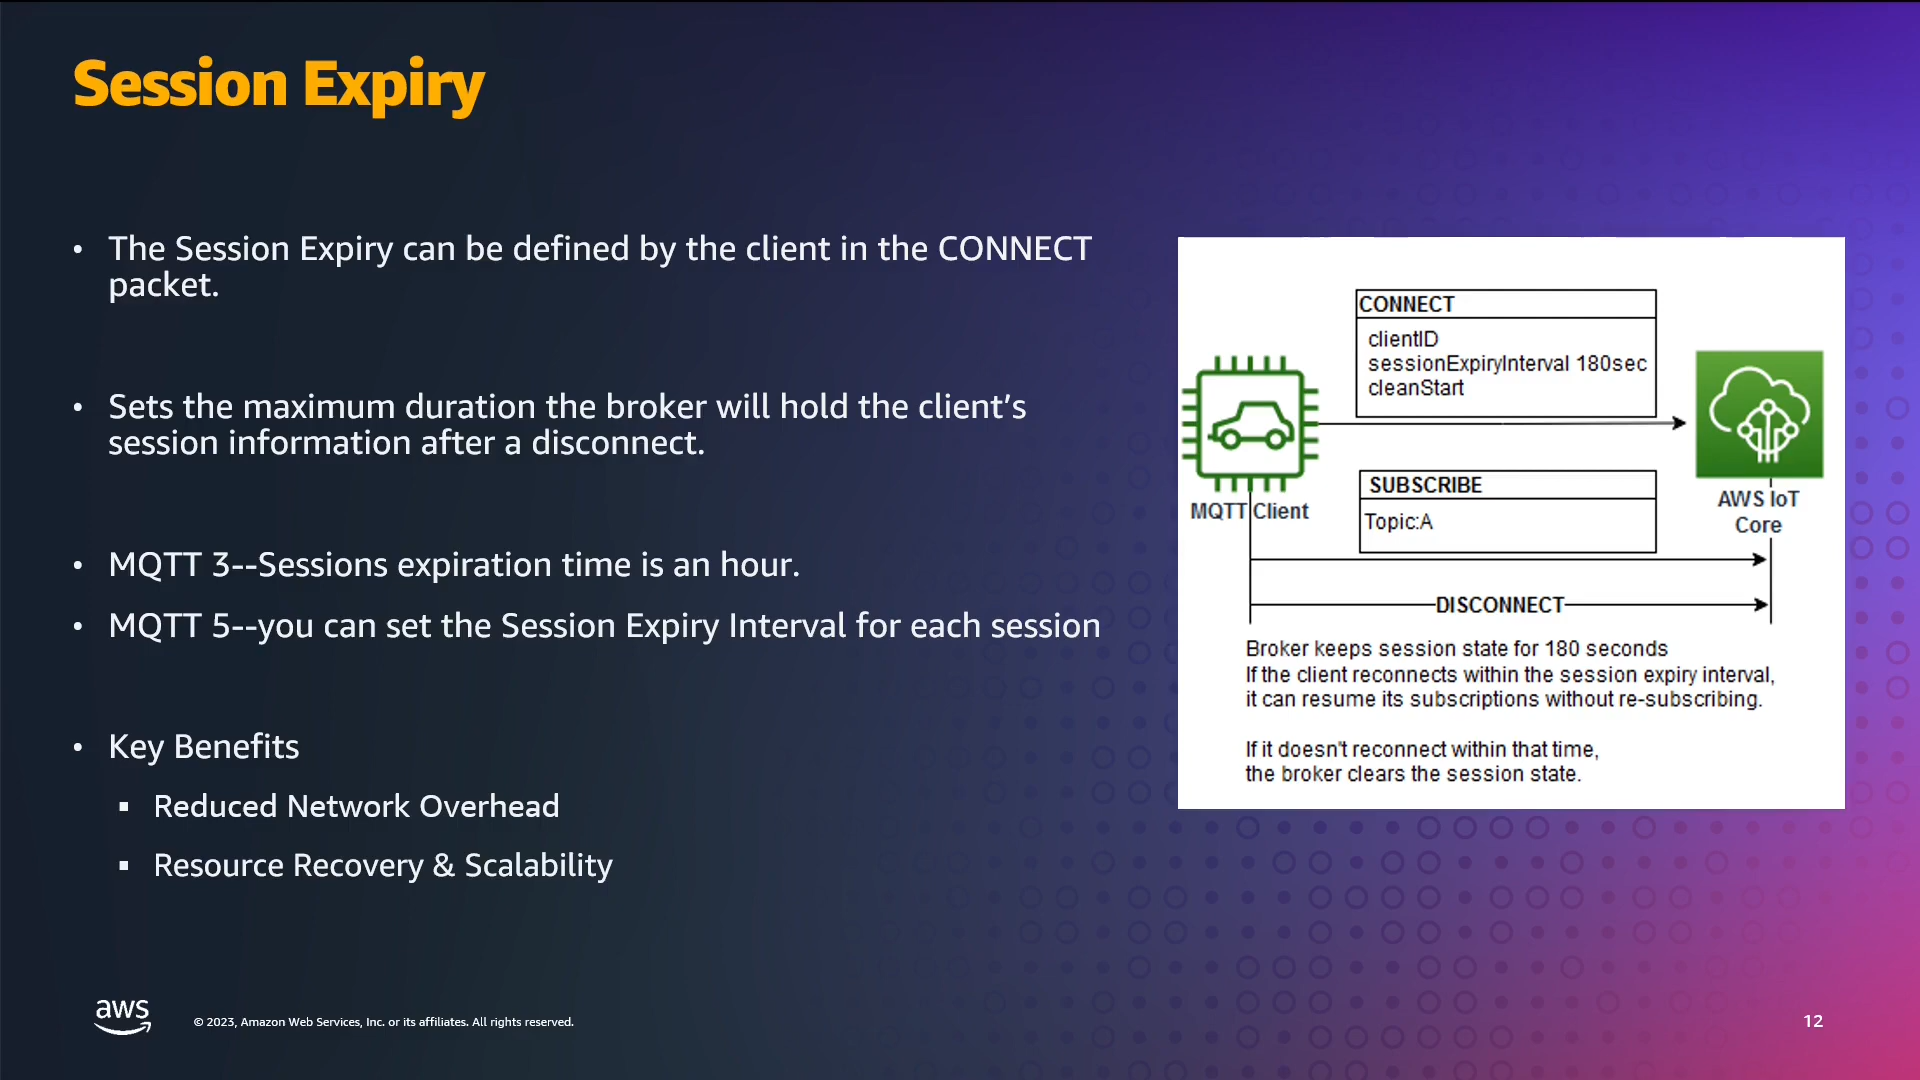 Session Expiry
• The Session Expiry can be defined by the client in the CONNECT
packet.
• Sets the maximum duration the broker will hold the client’s
session information after a disconnect.
• MQTT 3--Sessions expiration time is an hour.
• MQTT 5--you can set the Session Expiry Interval for each session
• Key Benefits
▪ Reduced Network Overhead
▪ Resource Recovery & Scalability
CONNECT
clientID
sessionExpiryInterval 180sec
cleanStart
MQTT Client
AWS IoT
Core
SUBSCRIBE
Topic:A
DISCONNECT
Broker keeps session state for 180 seconds
If the client reconnects within the session expiry interval,
it can resume its subscriptions without re-subscribing.
If it doesn't reconnect within that time,
the broker clears the session state.
aws
© 2023, Amazon Web Services, Inc. or its affiliates. All rights reserved.
12